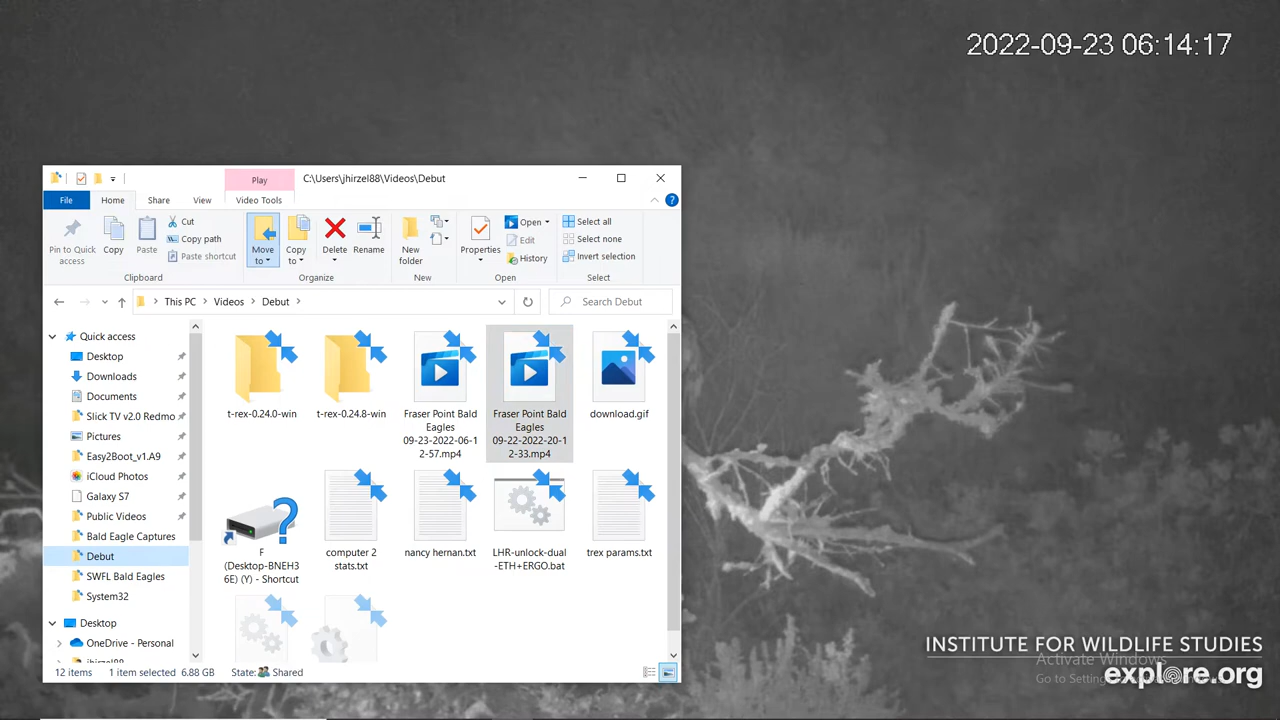 2022-09-23 06:14:17
Play
C:\Users\jhirzel88\Videos\Debut
File
Home
Share
View
Video Tools
Pin to Quick access
Copy
Paste
Cut
Copy path
Paste shortcut
Clipboard
Move to
Copy to
Delete
Rename
Organize
New folder
New
Properties
Open
Edit
History
Open
Select all
Select none
Invert selection
Select
This PC > Videos > Debut >
Search Debut
Quick access
Desktop
Downloads
Documents
Slick TV v2.0 Redmo
Pictures
Easy2Boot_v1.A9
iCloud Photos
Galaxy S7
Public Videos
Bald Eagle Captures
Debut
SWFL Bald Eagles
System32
Desktop
OneDrive - Personal
jhirzel88
t-rex-0.24.0-win
t-rex-0.24.8-win
Fraser Point Bald
Eagles
09-23-2022-06-1
2-57.mp4
Fraser Point Bald
Eagles
09-22-2022-20-1
2-33.mp4
download.gif
F
(Desktop-BNEH3
6E) (Y) - Shortcut
computer 2
stats.txt
nancy hernan.txt
LHR-unlock-dual
-ETH+ERGO.bat
trex params.txt
12 items
1 item selected 6.88 GB
State: Shared
INSTITUTE FOR WILDLIFE STUDIES
Activate Windows
explore.org